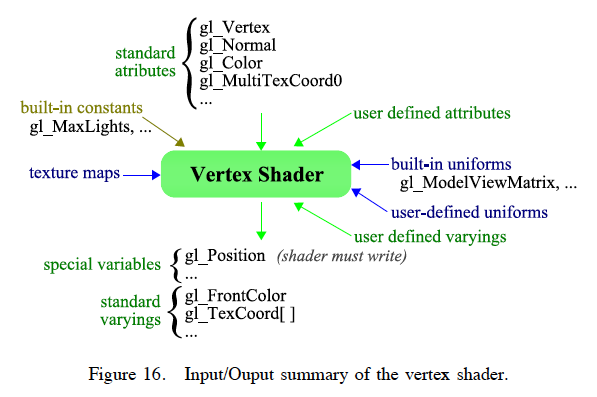 gl_Vertex
gl_Normal
gl_Color
gl_MultiTexCoord0
...
standard
atributes
built-in constants
gl_MaxLights, ...
user defined attributes
texture maps
Vertex Shader
built-in uniforms
gl_ModelViewMatrix, ...
user-defined uniforms
user defined varyings
special variables
gl_Position (shader must write)
...
standard
varyings
gl_FrontColor
gl_TexCoord[ ]
...
Figure 16. Input/Ouput summary of the vertex shader.